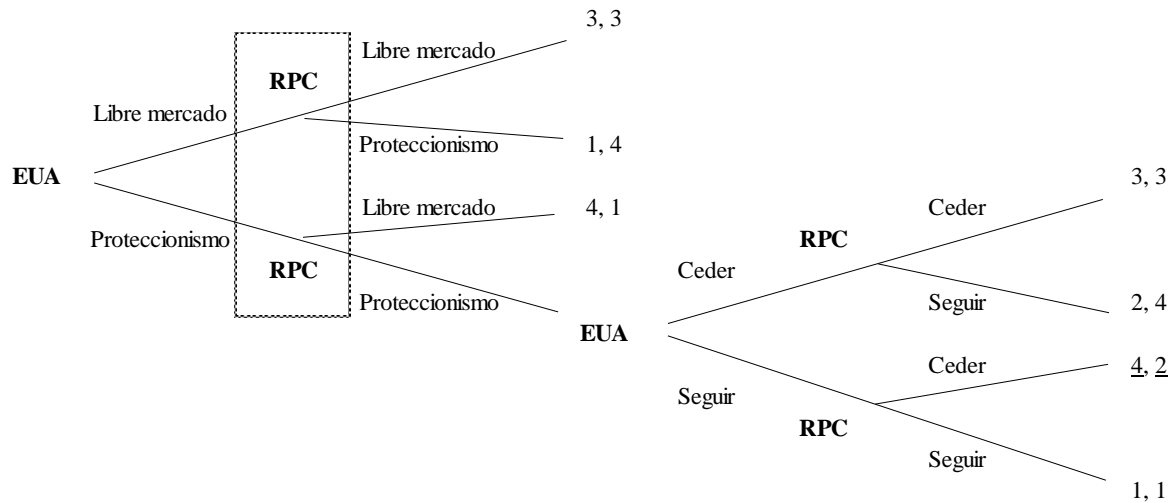 3, 3
Libre mercado
RPC
Libre mercado
Proteccionismo
1, 4
EUA
Libre mercado
4, 1
Proteccionismo
RPC
Proteccionismo
EUA
3, 3
Ceder
RPC
Ceder
Seguir
2, 4
Ceder
4, 2
Seguir
RPC
Seguir
1, 1